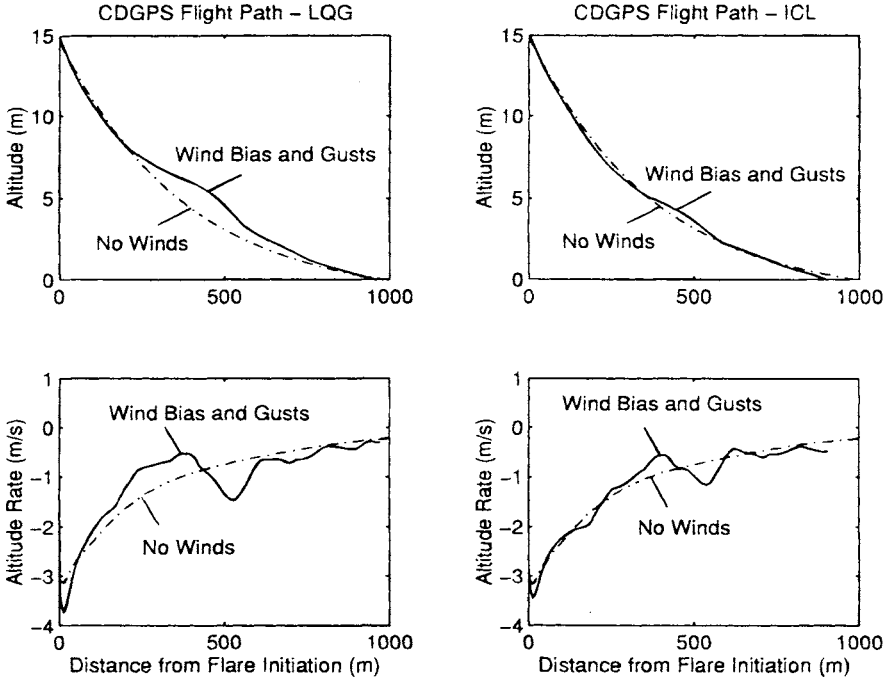 CDGPS Flight Path – LQG
15
10
5
0
Altitude (m)
Wind Bias and Gusts
No Winds
0
500
1000
CDGPS Flight Path – ICL
15
10
5
0
Altitude (m)
Wind Bias and Gusts
No Winds
0
500
1000
1
0
−1
−2
−3
−4
Altitude Rate (m/s)
Wind Bias and Gusts
No Winds
0
500
1000
Distance from Flare Initiation (m)
1
0
−1
−2
−3
−4
Altitude Rate (m/s)
Wind Bias and Gusts
No Winds
0
500
1000
Distance from Flare Initiation (m)